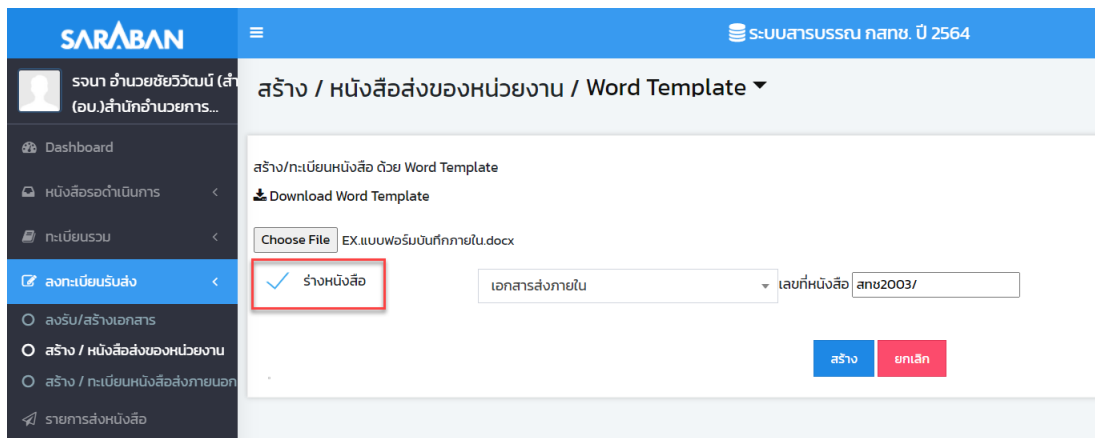 SARABAN
ระบบสารบรรณ กสทช. ปี 2564
รจนา อำนวยชัยวิวัฒน์ (สำ
(อบ.)สำนักอำนวยการ...
สร้าง / หนังสือส่งของหน่วยงาน / Word Template
Dashboard
หนังสือรอดำเนินการ
ทะเบียนรวม
ลงทะเบียนรับส่ง
ลงรับ/สร้างเอกสาร
สร้าง / หนังสือส่งของหน่วยงาน
สร้าง / ทะเบียนหนังสือส่งภายนอก
รายการส่งหนังสือ
สร้าง/ทะเบียนหนังสือ ด้วย Word Template
Download Word Template
Choose File EX.แบบฟอร์มบันทึกภายใน.docx
ร่างหนังสือ เอกสารส่งภายใน เลขที่หนังสือ สทช2003/
สร้าง ยกเลิก